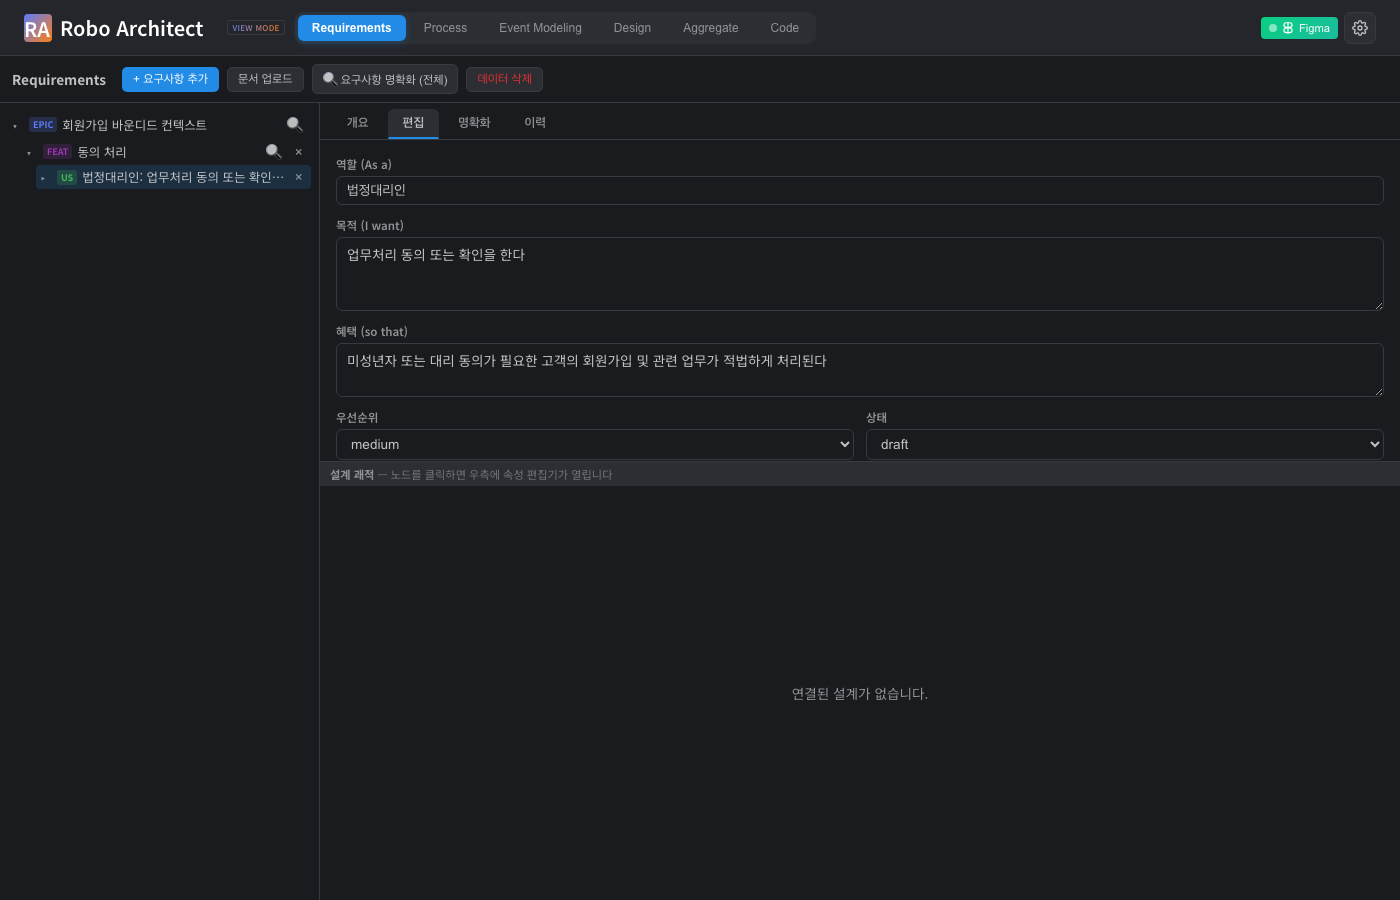 RA Robo Architect VIEW MODE Requirements Process Event Modeling Design Aggregate Code Figma
Requirements + 요구사항 추가 문서 업로드 요구사항 명확화 (전체) 데이터 삭제
EPIC 회원가입 바운디드 컨텍스트
FEAT 동의 처리 ×
US 법정대리인: 업무처리 동의 또는 확인… ×
개요 편집 명확화 이력
역할 (As a)
법정대리인
목적 (I want)
업무처리 동의 또는 확인을 한다
혜택 (so that)
미성년자 또는 대리 동의가 필요한 고객의 회원가입 및 관련 업무가 적법하게 처리된다
우선순위 상태
medium draft
설계 괘적 — 노드를 클릭하면 우측에 속성 편집기가 열립니다
연결된 설계가 없습니다.